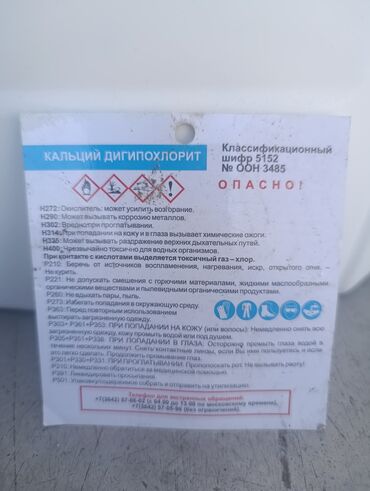 КАЛЬЦИЙ ДИГИПОХЛОРИТ
Классификационный
шифр 5152
№ ООН 3485
ОПАСНО!
H272: Окислитель: может усилить возгорание.
H290: Может вызывать коррозию металлов.
H302: Вредно при проглатывании.
H314: При попадании на кожу и в глаза вызывает химические ожоги.
H335: Может вызывать раздражение верхних дыхательных путей.
H400: Чрезвычайно токсично для водных организмов.
При контакте с кислотами выделяется токсичный газ – хлор.
P210: Беречь от источников воспламенения, нагревания, искр, открытого огня.
Не курить.
P221: Не допускать смешения с горючими материалами, жидкими маслообразными
органическими веществами и пылевидными органическими продуктами.
P260: Не вдыхать пары, пыль.
P273: Избегать попадания в окружающую среду.
P363: Перед повторным использованием
выстирать загрязненную одежду.
P303+ P361+P353: ПРИ ПОПАДАНИИ НА КОЖУ (или волосы): Немедленно снять всю
загрязненную одежду, кожу промыть водой или под душем.
P305+P351+P338: ПРИ ПОПАДАНИИ В ГЛАЗА: Осторожно промыть глаза водой в
течение нескольких минут. Снять контактные линзы, если Вы ими пользуетесь, и если
это легко сделать. Продолжить промывание глаз.
P301+P330+P331: ПРИ ПРОГЛАТЫВАНИИ: Прополоскать рот. Не вызывать рвоту!
P310: Немедленно обратиться за медицинской помощью.
P391: Ликвидировать просыпания.
P501: Упаковку/содержимое собрать и отправить на утилизацию.
Телефон для экстренных обращений: